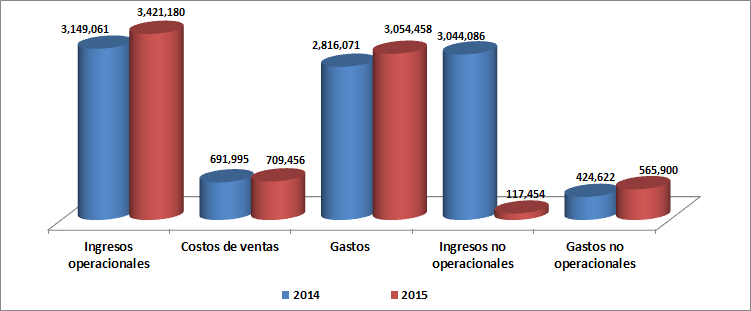 3,149,061
3,421,180
691,995
709,456
2,816,071
3,054,458
3,044,086
117,454
424,622
565,900
Ingresos
operacionales
Costos de ventas
Gastos
Ingresos no
operacionales
Gastos no
operacionales
2014
2015